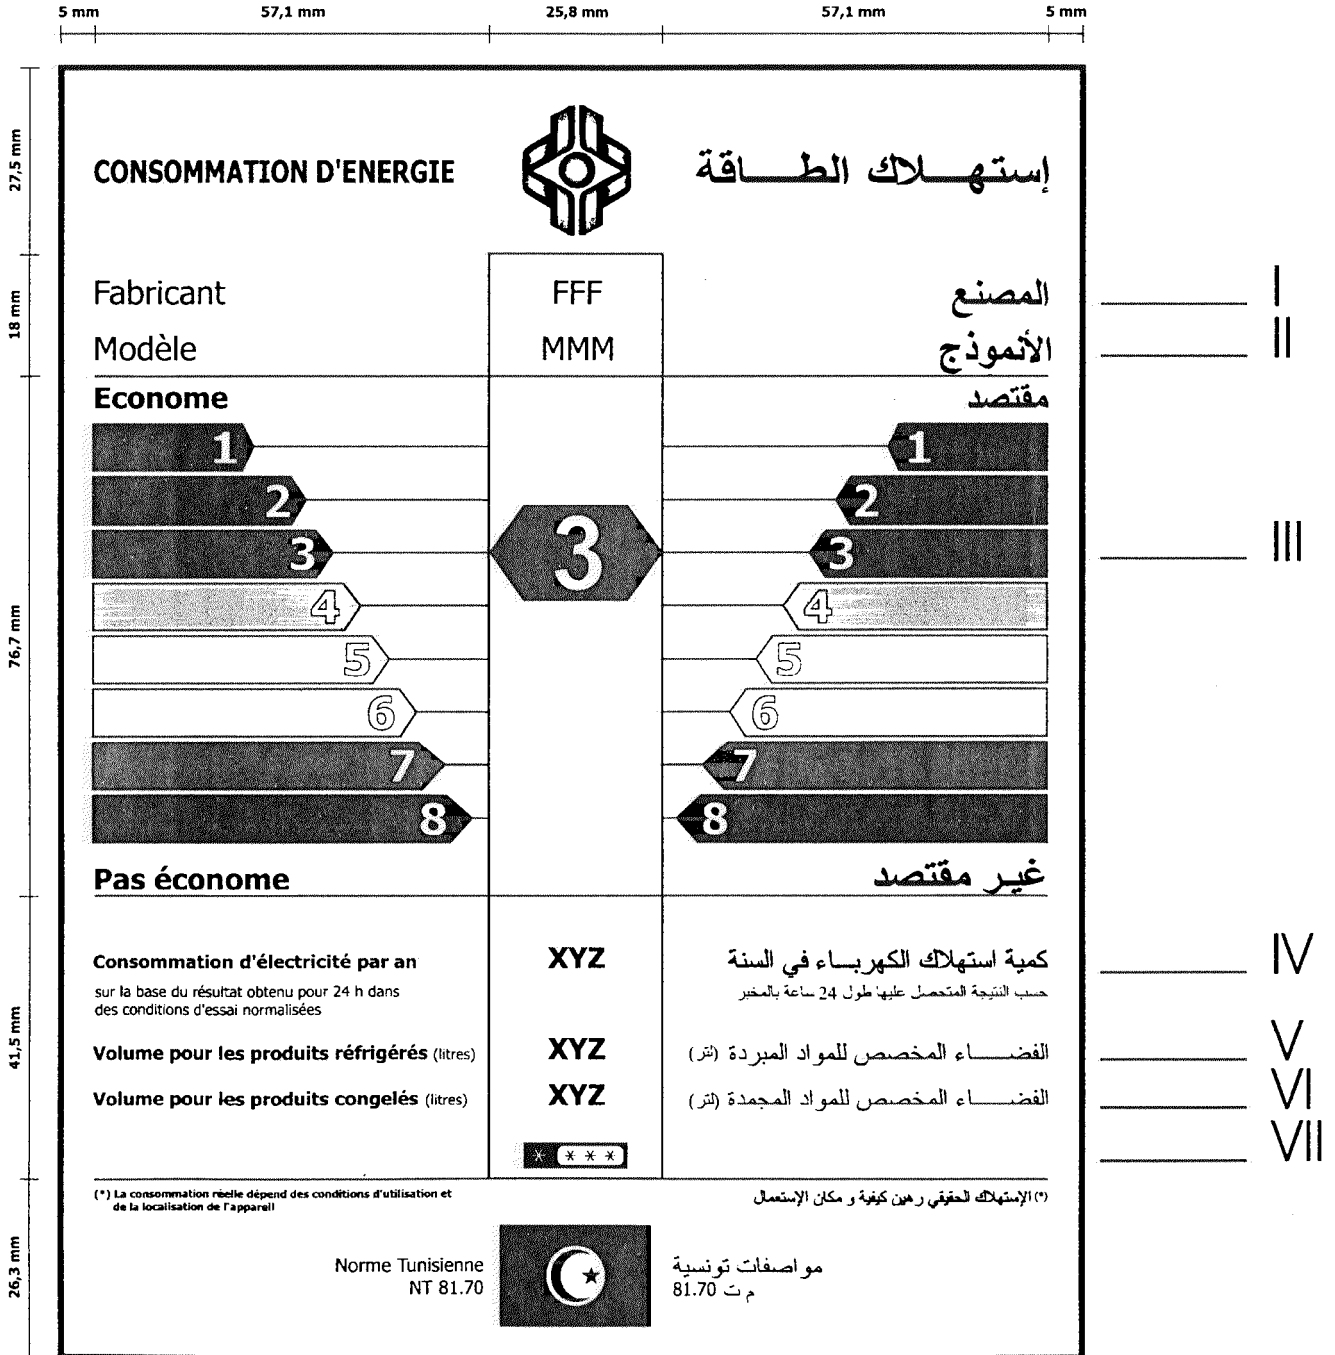 5 mm 57,1 mm 25,8 mm 57,1 mm 5 mm
27,5 mm
CONSOMMATION D'ENERGIE إستهـــلاك الطـــاقة
18 mm
Fabricant FFF المصنع I
Modèle MMM الأنموذج II
Econome مقتصد
1 1
2 2
3 3 3 III
4 4
76,7 mm
5 5
6 6
7 7
8 8
Pas économe غير مقتصد
Consommation d'électricité par an XYZ كمية استهلاك الكهربـــاء في السنة IV
sur la base du résultat obtenu pour 24 h dans حسب النتيجة المتحصل عليها طول 24 ساعة بالمخبر
des conditions d'essai normalisées
41,5 mm
Volume pour les produits réfrigérés (litres) XYZ الفضـــــاء المخصص للمواد المبردة (لتر) V
Volume pour les produits congelés (litres) XYZ الفضـــــاء المخصص للمواد المجمدة (لتر) VI
* *** VII
(*) La consommation réelle dépend des conditions d'utilisation et (*) الإستهلاك الحقيقي رهين كيفية و مكان الإستعمال
de la localisation de l'appareil
26,3 mm
Norme Tunisienne مواصفات تونسية
NT 81.70 م ت 81.70